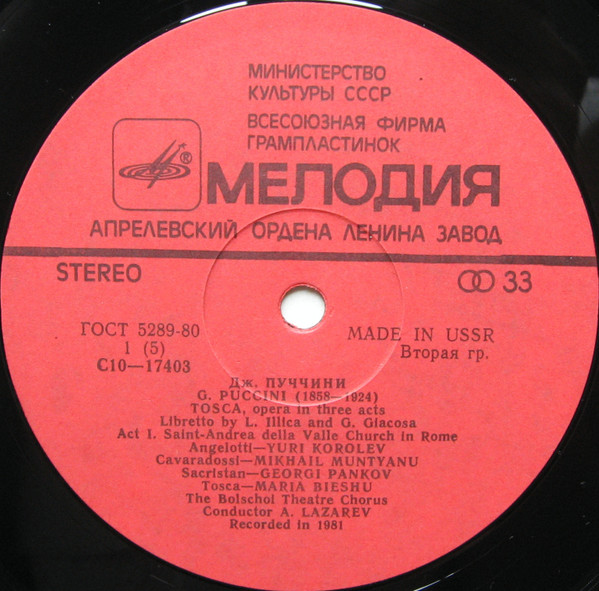 МИНИСТЕРСТВО
КУЛЬТУРЫ СССР
ВСЕСОЮЗНАЯ ФИРМА
ГРАМПЛАСТИНОК
®
МЕЛОДИЯ
АПРЕЛЕВСКИЙ ОРДЕНА ЛЕНИНА ЗАВОД
STEREO
33
ГОСТ 5289-80
1 (5)
С10—17403
MADE IN USSR
Вторая гр.
Дж. ПУЧЧИНИ
G. PUCCINI (1858—1924)
TOSCA, opera in three acts
Libretto by L. Illica and G. Giacosa
Act I. Saint-Andrea della Valle Church in Rome
Angelotti—YURI KOROLEV
Cavaradossi—MIKHAIL MUNTYANU
Sacristan—GEORGI PANKOV
Tosca—MARIA BIESHU
The Bolschoi Theatre Chorus
Conductor A. LAZAREV
Recorded in 1981